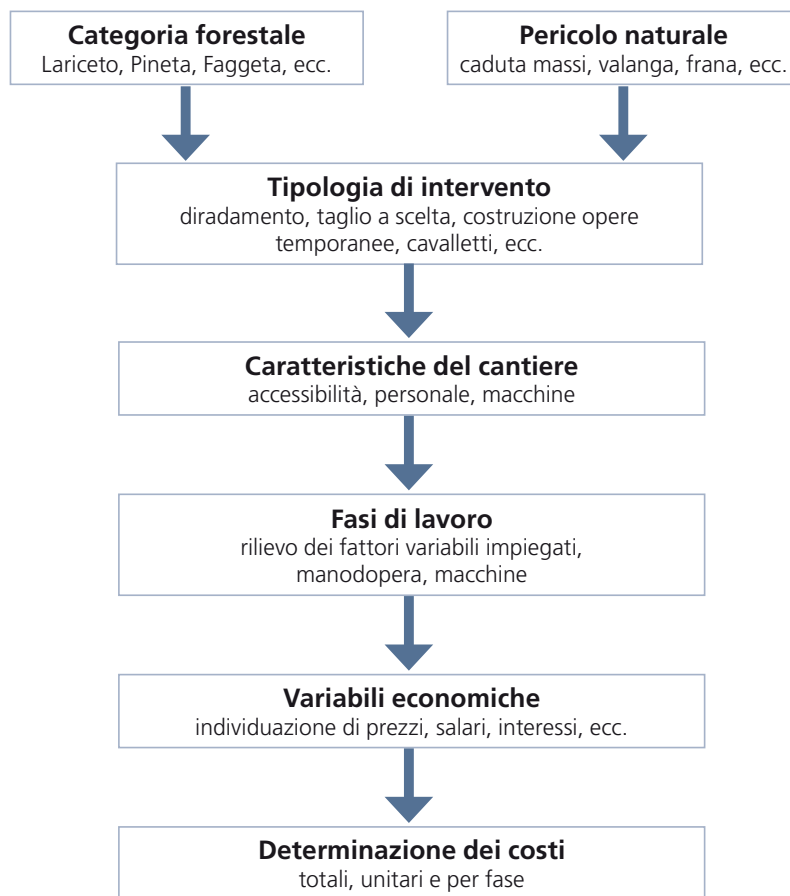 Categoria forestale
Lariceto, Pineta, Faggeta, ecc.
Pericolo naturale
caduta massi, valanga, frana, ecc.
Tipologia di intervento
diradamento, taglio a scelta, costruzione opere
temporanee, cavalletti, ecc.
Caratteristiche del cantiere
accessibilità, personale, macchine
Fasi di lavoro
rilievo dei fattori variabili impiegati,
manodopera, macchine
Variabili economiche
individuazione di prezzi, salari, interessi, ecc.
Determinazione dei costi
totali, unitari e per fase